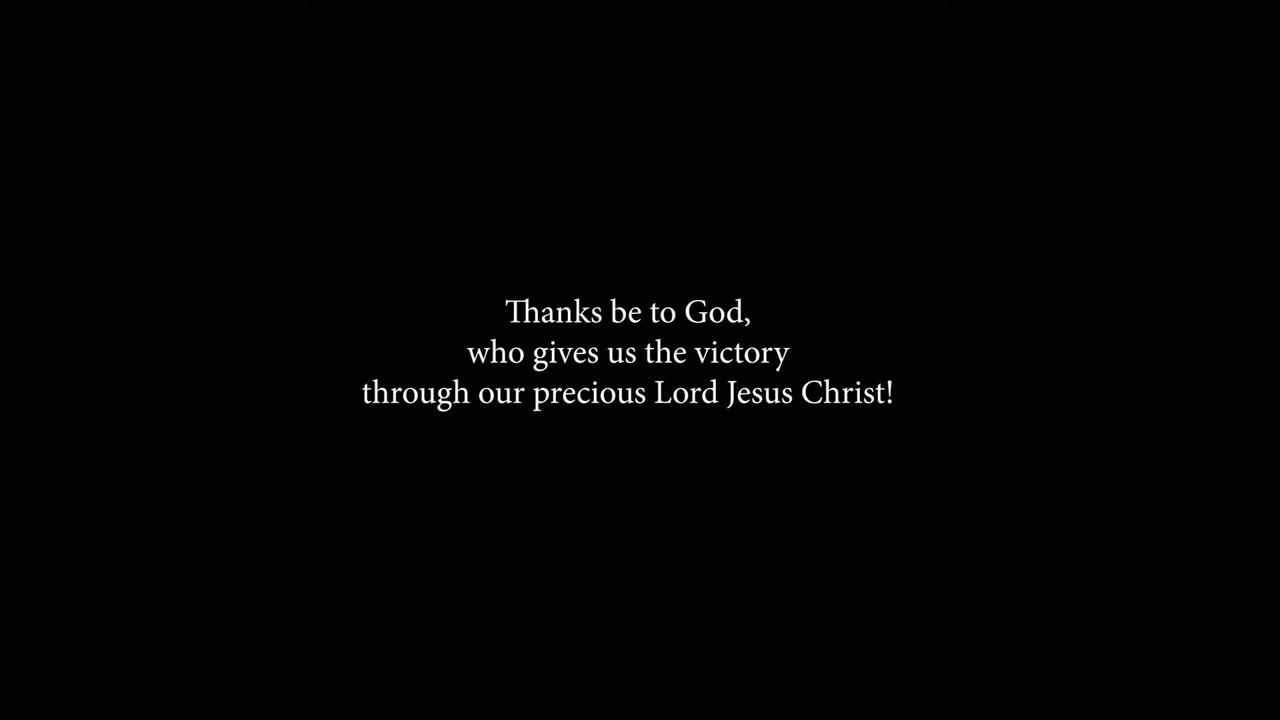 Thanks be to God,
who gives us the victory
through our precious Lord Jesus Christ!